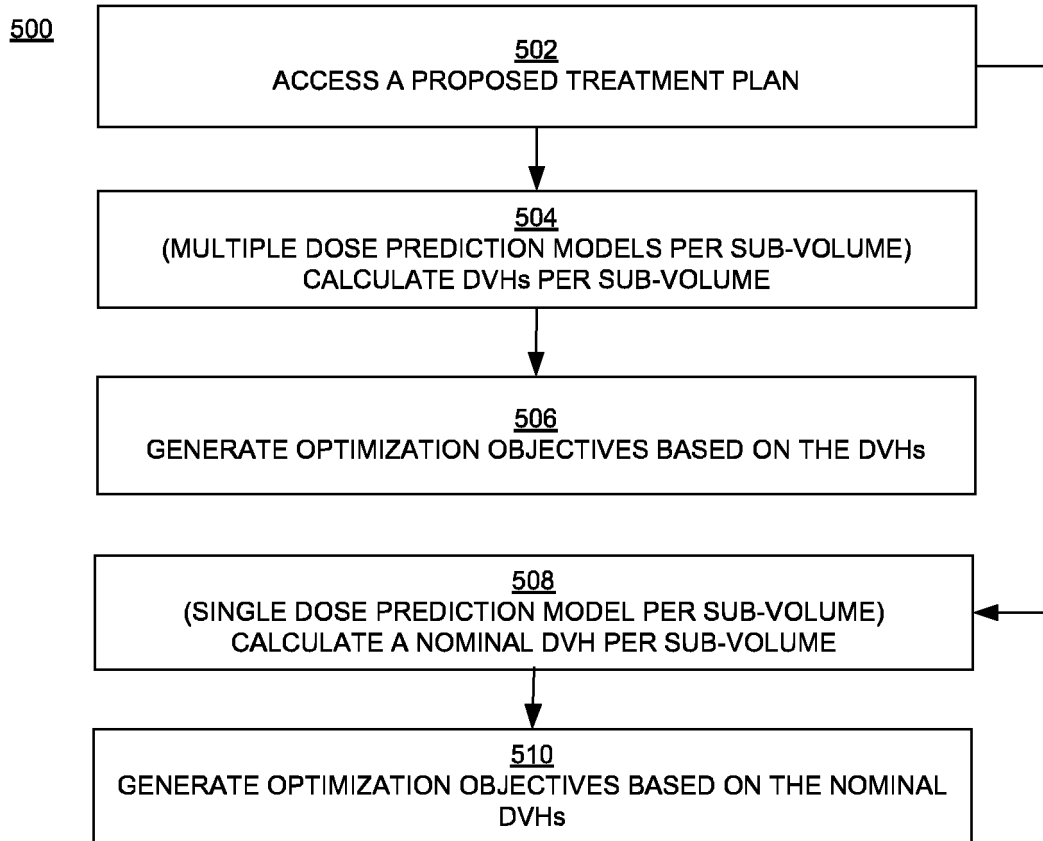 500
502
ACCESS A PROPOSED TREATMENT PLAN
504
(MULTIPLE DOSE PREDICTION MODELS PER SUB-VOLUME)
CALCULATE DVHs PER SUB-VOLUME
506
GENERATE OPTIMIZATION OBJECTIVES BASED ON THE DVHs
508
(SINGLE DOSE PREDICTION MODEL PER SUB-VOLUME)
CALCULATE A NOMINAL DVH PER SUB-VOLUME
510
GENERATE OPTIMIZATION OBJECTIVES BASED ON THE NOMINAL
DVHs